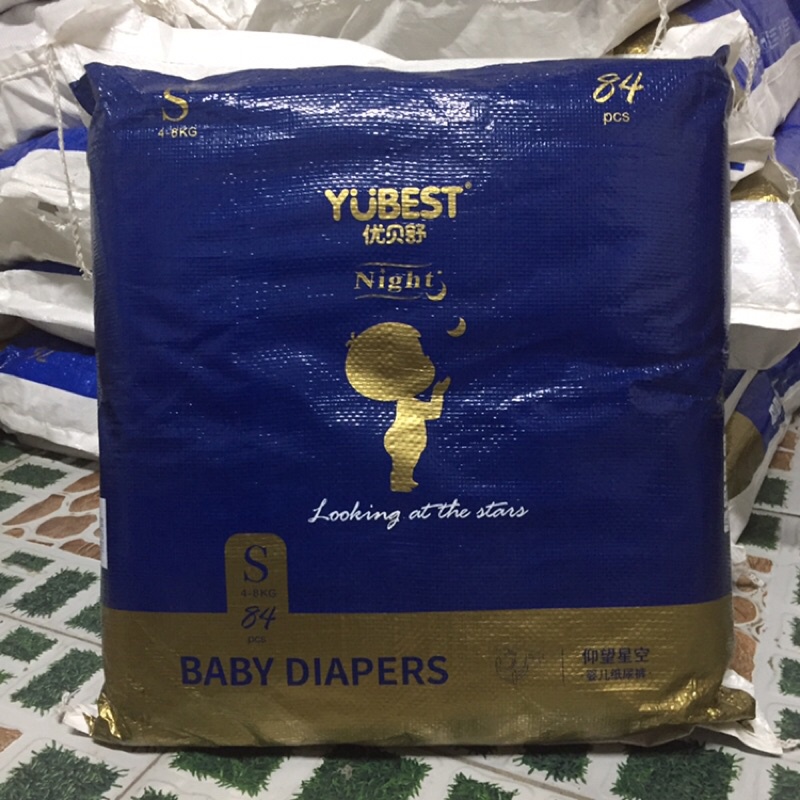 S
4-8KG
84
pcs
YÜBEST
优贝舒
Night
Looking at the stars
S
4-8KG
84
pcs
BABY DIAPERS
仰望星空
婴儿纸尿裤